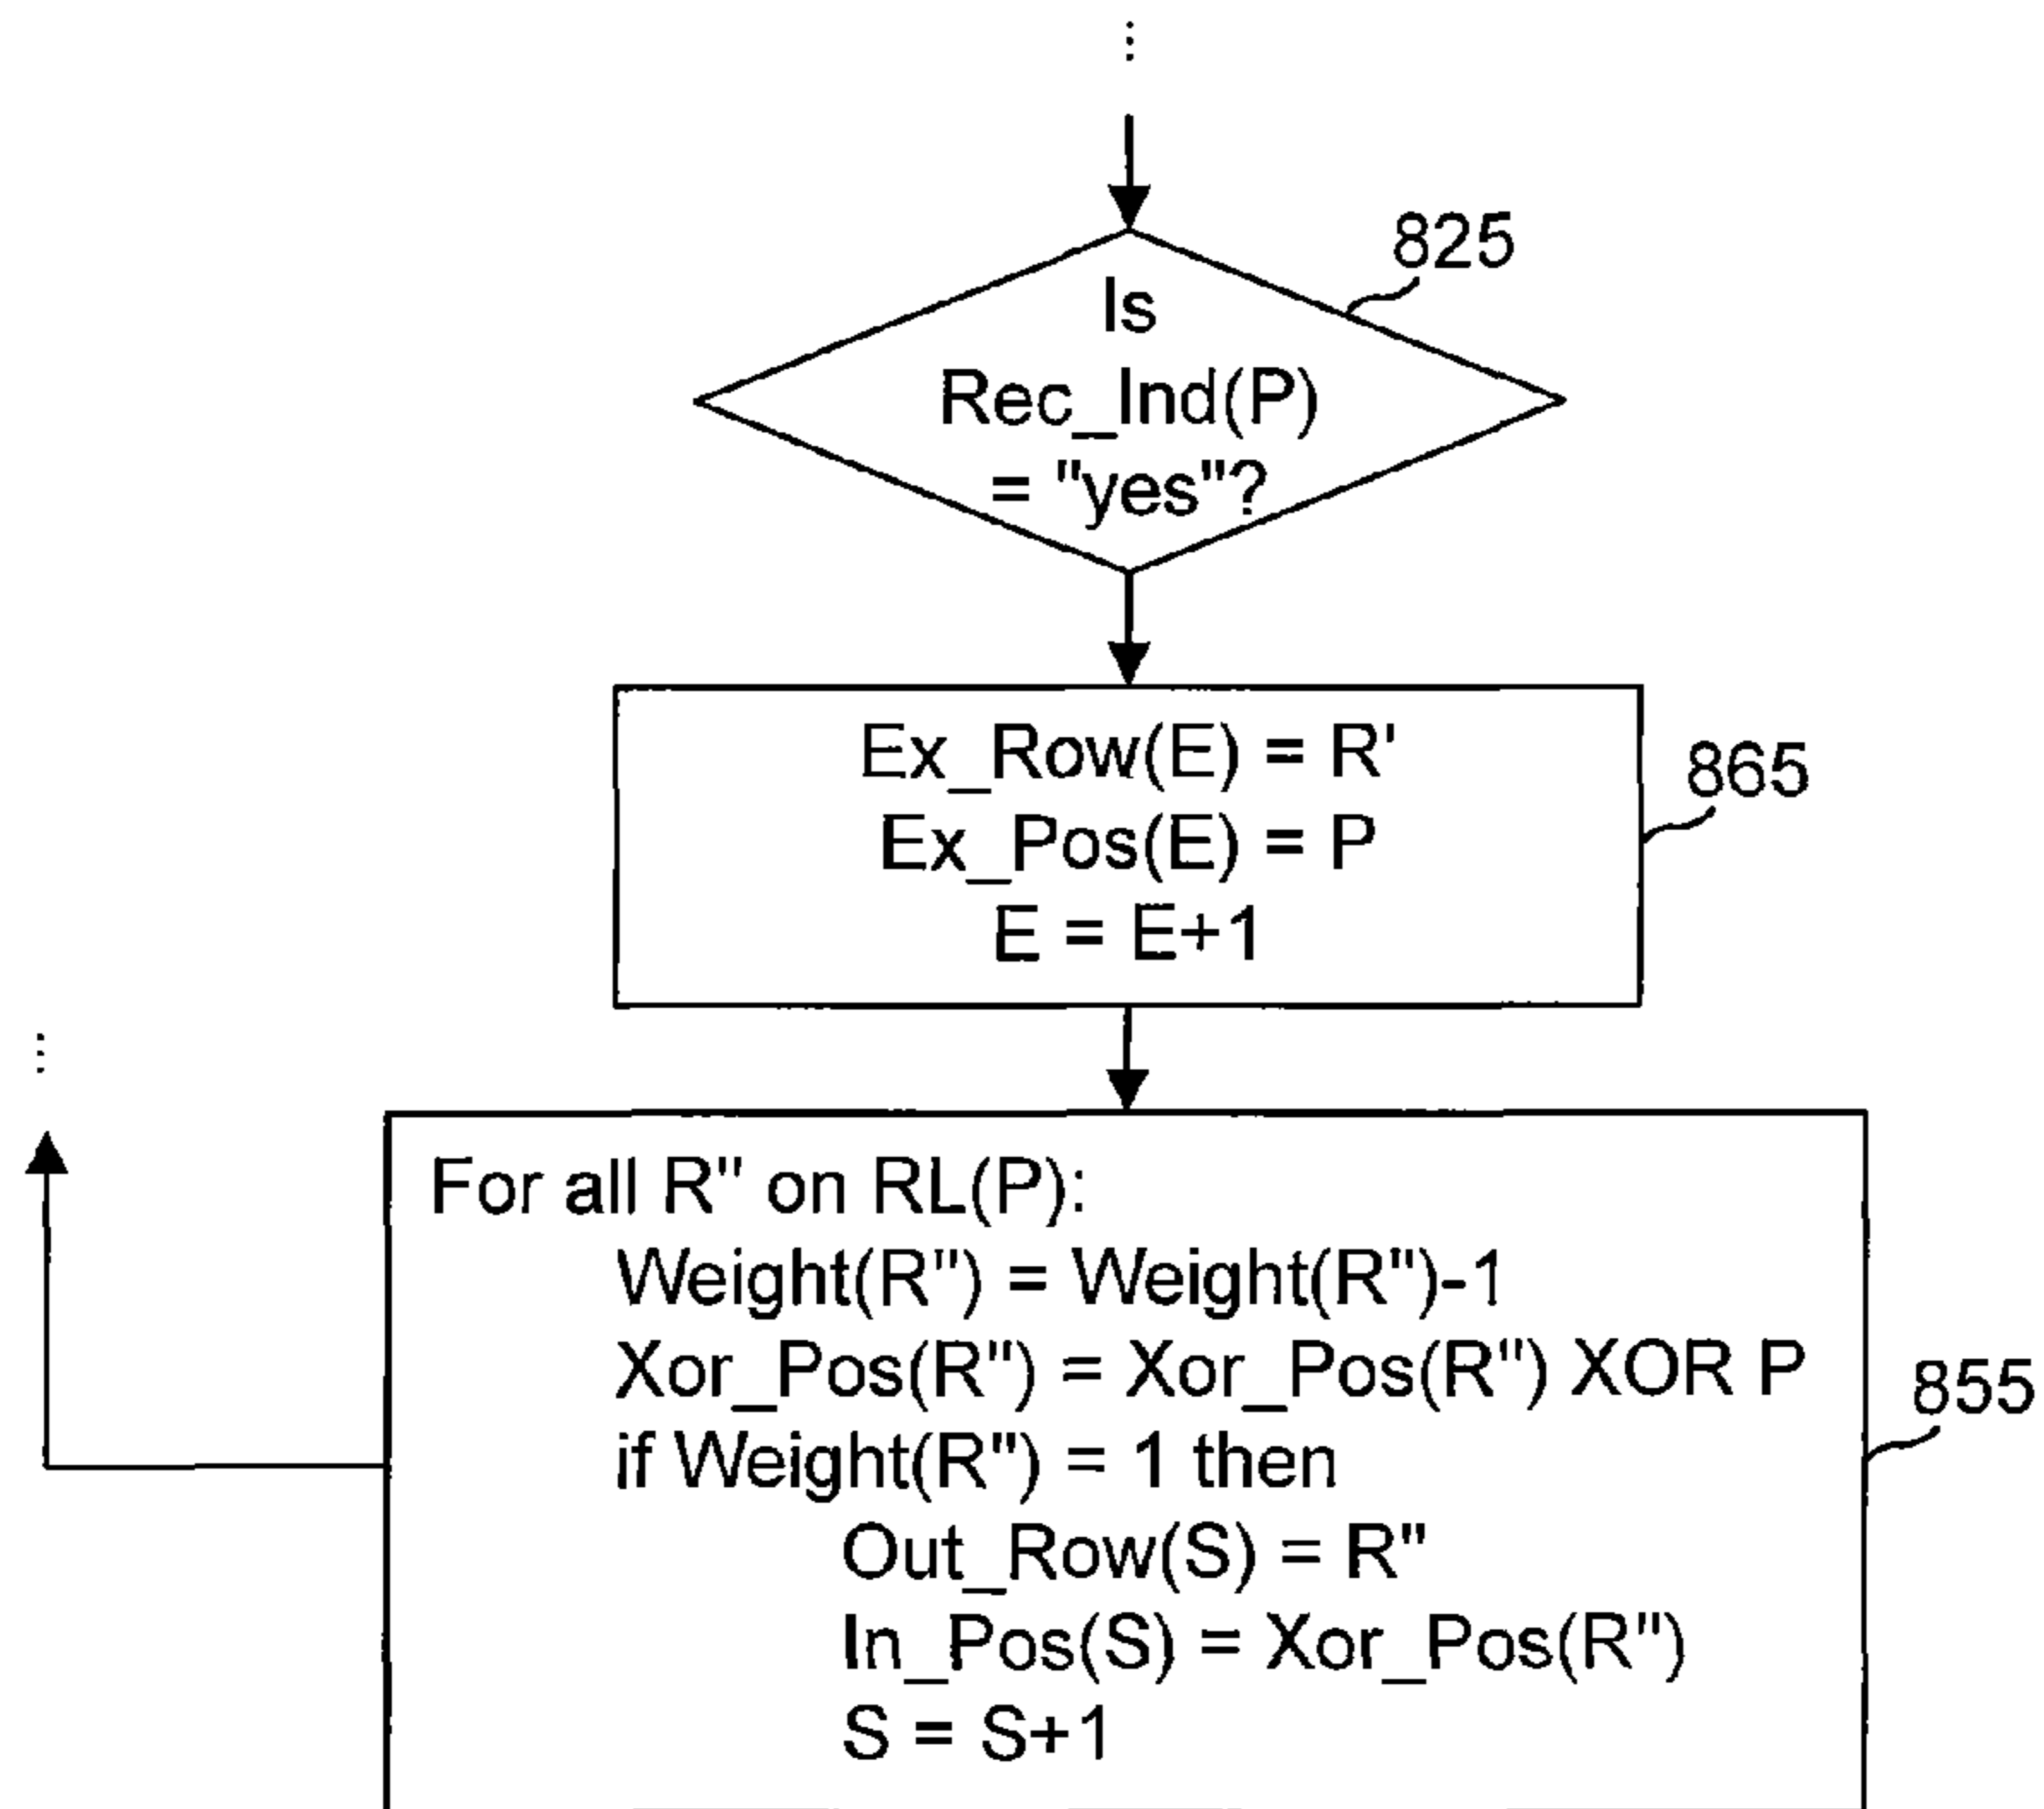 825
Is
Rec_Ind(P)
= "yes"?
Ex_Row(E) = R'
865
Ex_Pos(E) = P
E = E+1
For all R" on RL(P):
Weight(R") = Weight(R")-1
Xor_Pos(R") = Xor_Pos(R") XOR P
855
if Weight(R") = 1 then
Out_Row(S) = R"
In_Pos(S) = Xor_Pos(R")
S = S+1